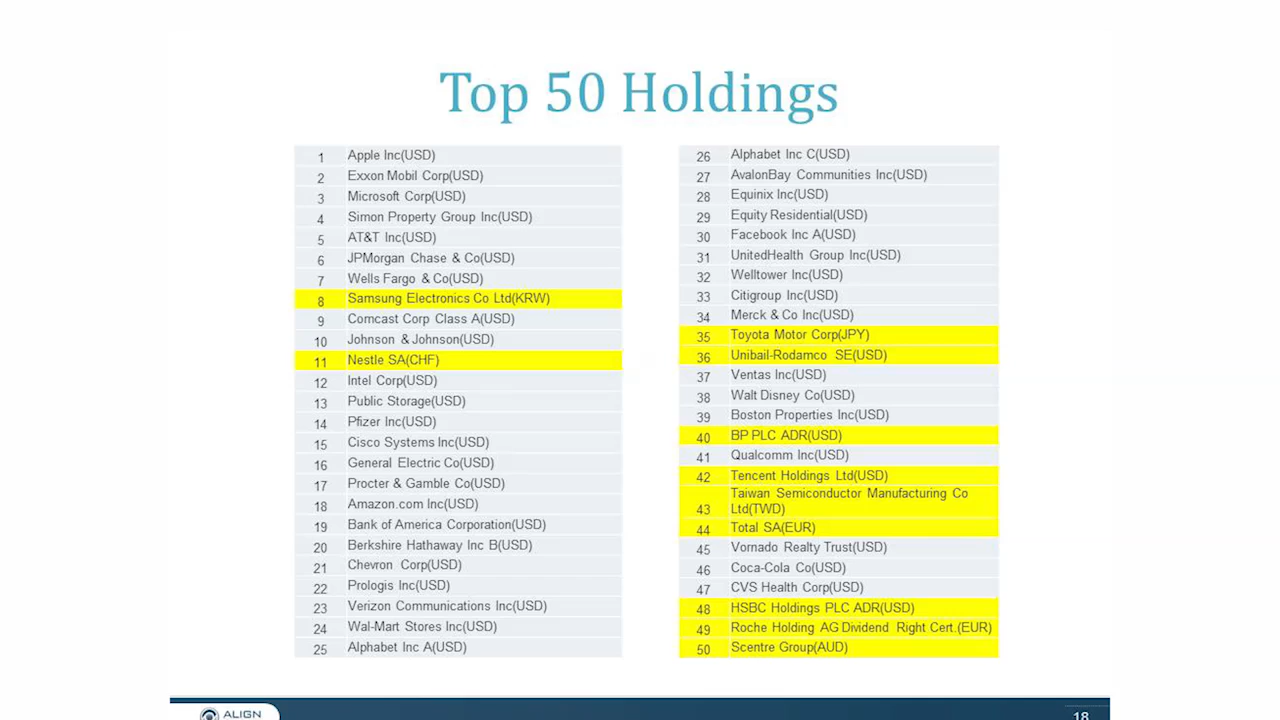 Top 50 Holdings
1 Apple Inc(USD)
2 Exxon Mobil Corp(USD)
3 Microsoft Corp(USD)
4 Simon Property Group Inc(USD)
5 AT&T Inc(USD)
6 JPMorgan Chase & Co(USD)
7 Wells Fargo & Co(USD)
8 Samsung Electronics Co Ltd(KRW)
9 Comcast Corp Class A(USD)
10 Johnson & Johnson(USD)
11 Nestle SA(CHF)
12 Intel Corp(USD)
13 Public Storage(USD)
14 Pfizer Inc(USD)
15 Cisco Systems Inc(USD)
16 General Electric Co(USD)
17 Procter & Gamble Co(USD)
18 Amazon.com Inc(USD)
19 Bank of America Corporation(USD)
20 Berkshire Hathaway Inc B(USD)
21 Chevron Corp(USD)
22 Prologis Inc(USD)
23 Verizon Communications Inc(USD)
24 Wal-Mart Stores Inc(USD)
25 Alphabet Inc A(USD)
26 Alphabet Inc C(USD)
27 AvalonBay Communities Inc(USD)
28 Equinix Inc(USD)
29 Equity Residential(USD)
30 Facebook Inc A(USD)
31 UnitedHealth Group Inc(USD)
32 Welltower Inc(USD)
33 Citigroup Inc(USD)
34 Merck & Co Inc(USD)
35 Toyota Motor Corp(JPY)
36 Unibail-Rodamco SE(USD)
37 Ventas Inc(USD)
38 Walt Disney Co(USD)
39 Boston Properties Inc(USD)
40 BP PLC ADR(USD)
41 Qualcomm Inc(USD)
42 Tencent Holdings Ltd(USD)
Taiwan Semiconductor Manufacturing Co
43 Ltd(TWD)
44 Total SA(EUR)
45 Vornado Realty Trust(USD)
46 Coca-Cola Co(USD)
47 CVS Health Corp(USD)
48 HSBC Holdings PLC ADR(USD)
49 Roche Holding AG Dividend Right Cert.(EUR)
50 Scentre Group(AUD)
ALIGN
18